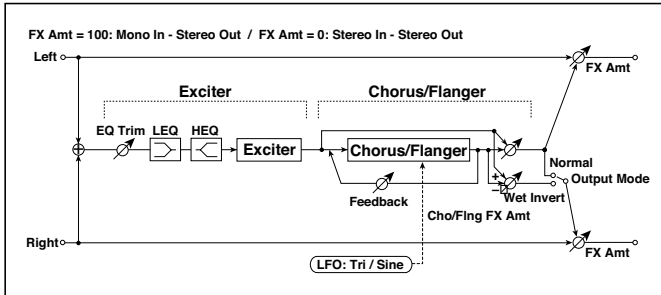 FX Amt = 100: Mono In - Stereo Out / FX Amt = 0: Stereo In - Stereo Out
Left
FX Amt
Exciter
Chorus/Flanger
EQ Trim
LEQ
HEQ
Exciter
Chorus/Flanger
Normal
Output Mode
+
−
Wet Invert
Feedback
Cho/Flng FX Amt
Right
LFO: Tri / Sine
FX Amt